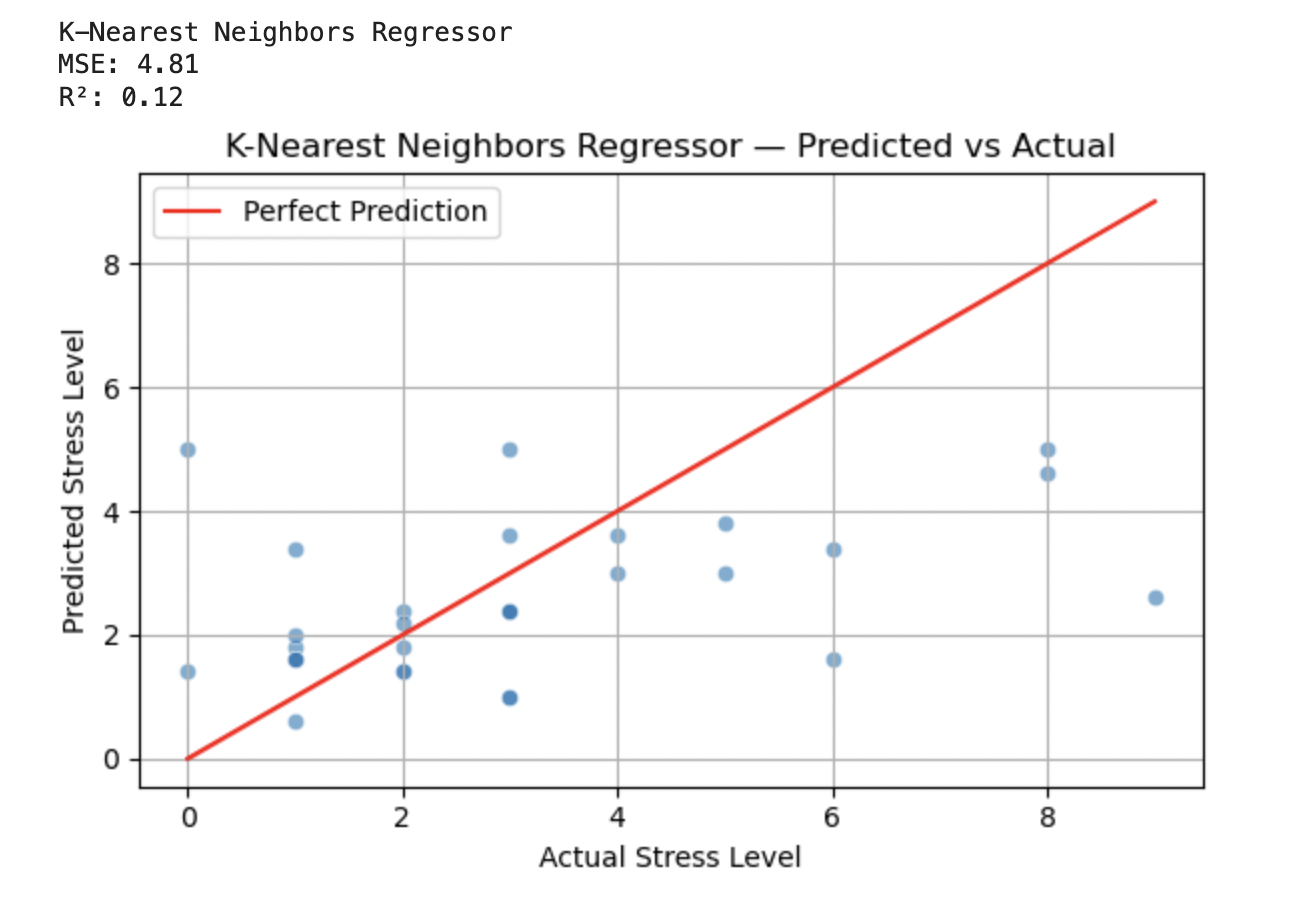 K-Nearest Neighbors Regressor
MSE: 4.81
R²: 0.12
K-Nearest Neighbors Regressor — Predicted vs Actual
Perfect Prediction
8
6
4
2
0
Predicted Stress Level
0 2 4 6 8
Actual Stress Level